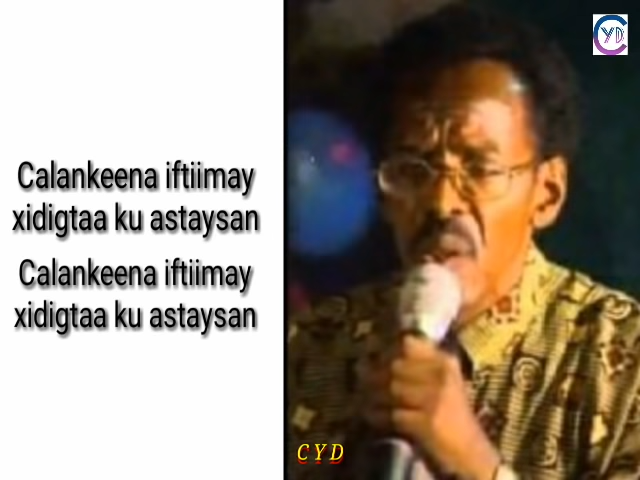 Calankeena iftiimay
xidigtaa ku astaysan
Calankeena iftiimay
xidigtaa ku astaysan
CYD
CYD